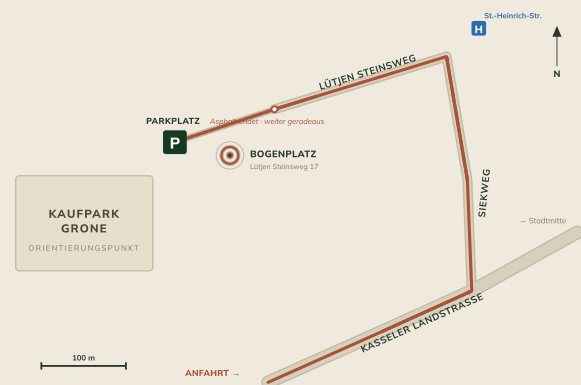 St.-Heinrich-Str.
H
N
LÜTJEN STEINSWEG
PARKPLATZ
Asphalt endet - weiter geradeaus
P
BOGENPLATZ
Lütjen Steinsweg 17
SIEKWEG
KAUFPARK
GRONE
ORIENTIERUNGSPUNKT
→ Stadtmitte
KASSELER LANDSTRASSE
100 m
ANFAHRT →